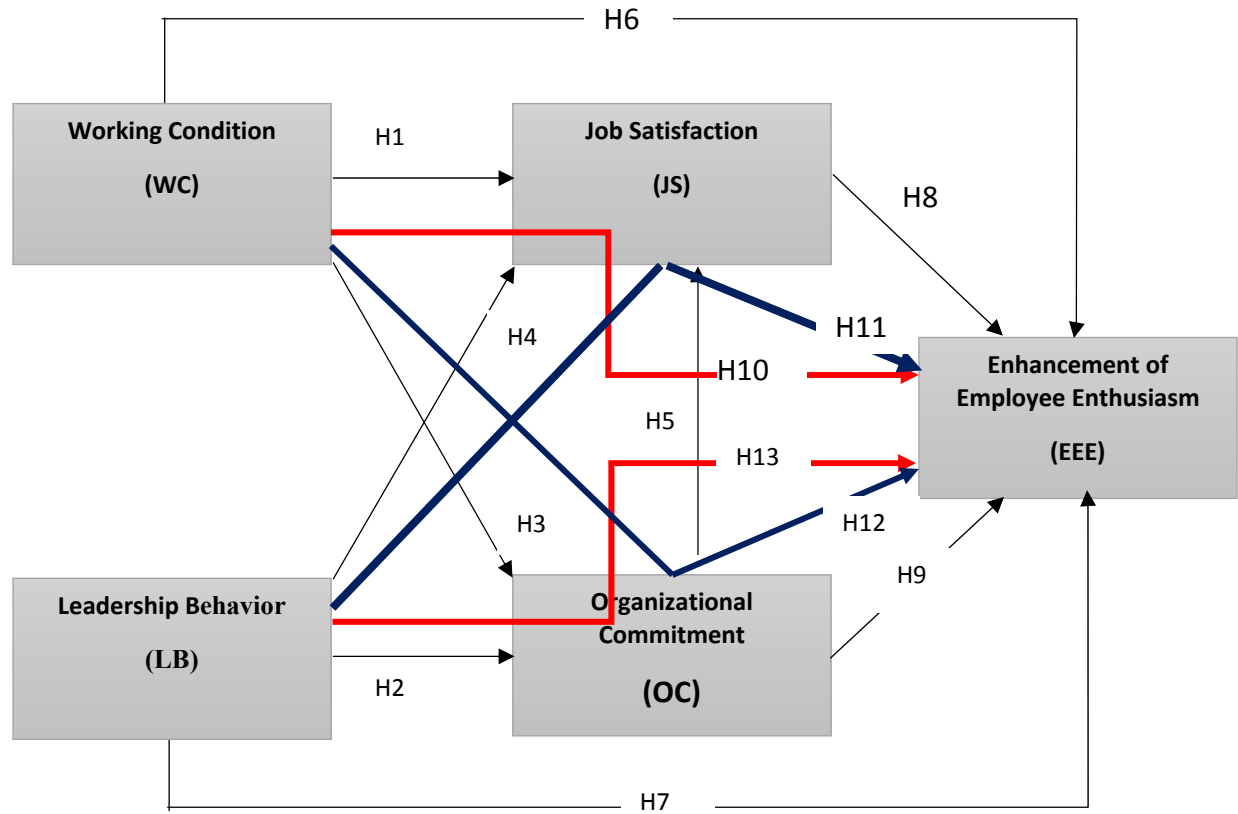 H6
Working Condition
(WC)
H1
Job Satisfaction
(JS)
H8
H4
H11
H10
Enhancement of
Employee Enthusiasm
(EEE)
H5
H13
H3
H12
Leadership Behavior
(LB)
H2
Organizational
Commitment
(OC)
H9
H7